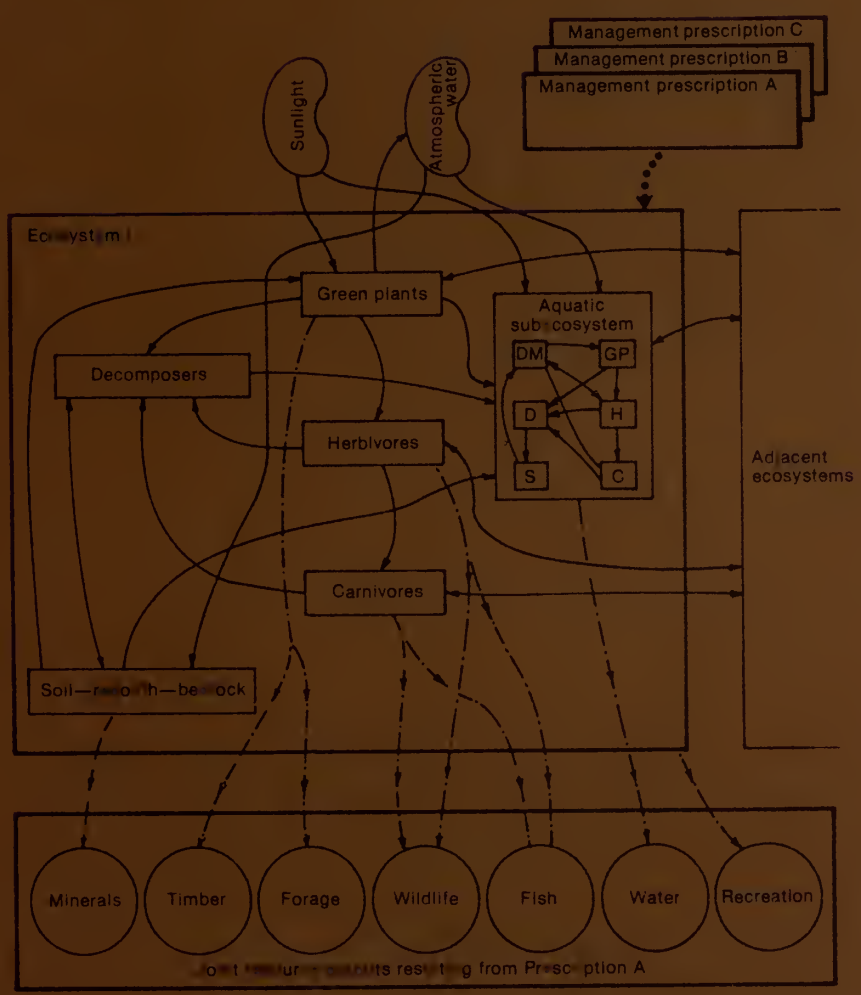 Management prescription C
Management prescription B
Management prescription A
Sunlight
Atmospheric
water
Green plants
Aquatic
DM
GP
Decomposers
D
H
Herbivores
S
C
Adjacent
ecosystems
Carnivores
Minerals
Timber
Forage
Wildlife
Fish
Water
Recreation
from
A